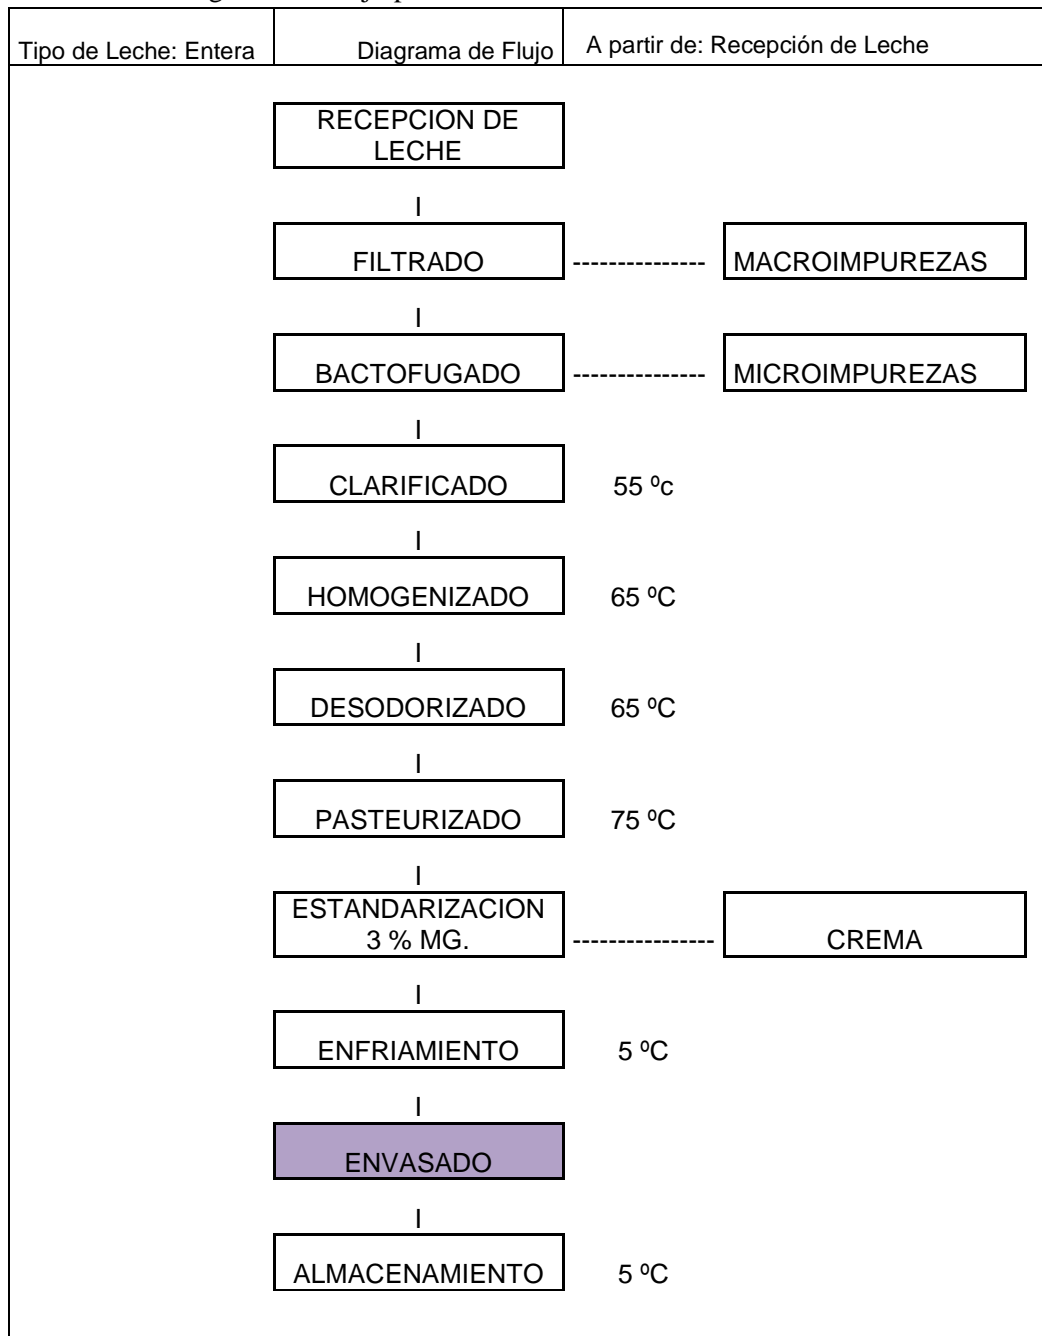 Tipo de Leche: Entera Diagrama de Flujo A partir de: Recepción de Leche
RECEPCION DE
LECHE
I
FILTRADO --------------- MACROIMPUREZAS
I
BACTOFUGADO --------------- MICROIMPUREZAS
I
CLARIFICADO 55 ºc
I
HOMOGENIZADO 65 ºC
I
DESODORIZADO 65 ºC
I
PASTEURIZADO 75 ºC
I
ESTANDARIZACION
3 % MG. ---------------- CREMA
I
ENFRIAMIENTO 5 ºC
I
ENVASADO
I
ALMACENAMIENTO 5 ºC